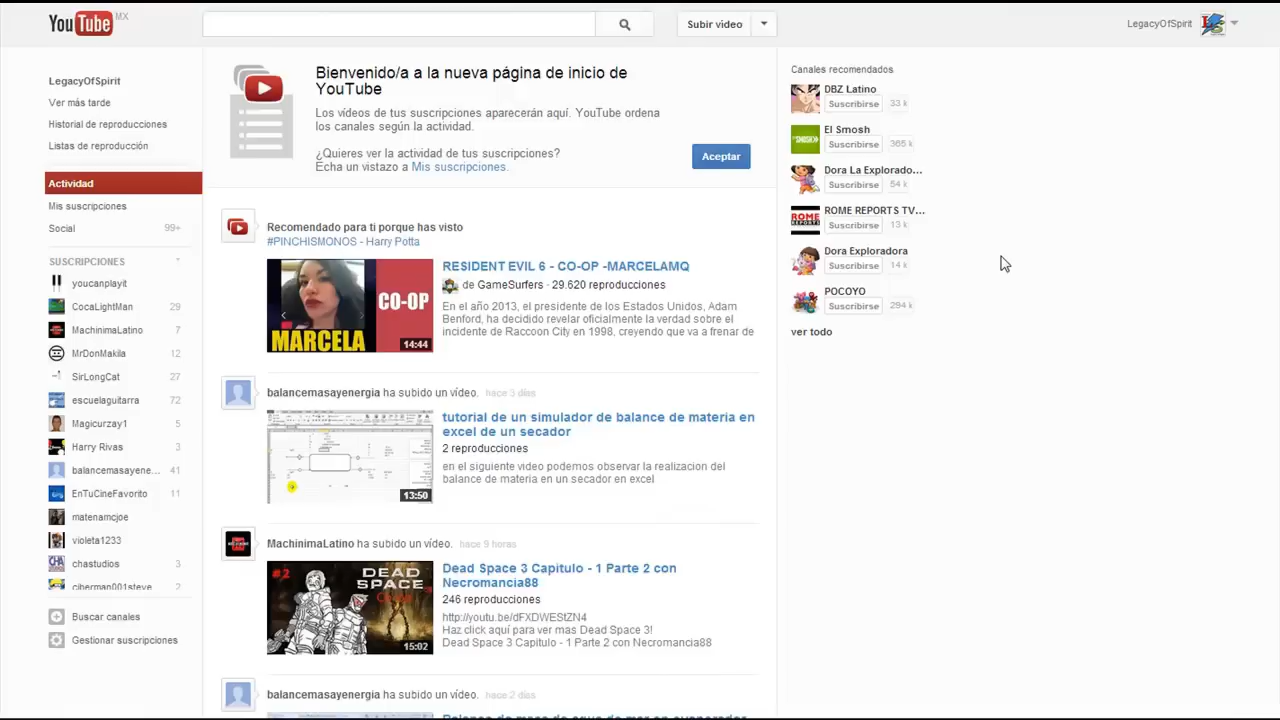 YouTube MX
Subir vídeo
LegacyOfSpirit
LegacyOfSpirit
Ver más tarde
Historial de reproducciones
Listas de reproducción
Actividad
Mis suscripciones
Social 99+
SUSCRIPCIONES
youcanplayit
CocaLightMan 29
MachinimaLatino 7
MrDonMakila 12
SirLongCat 27
escuelaguitarra 72
Magicurzay1 5
Harry Rivas 3
balancemasayene... 41
EnTuCineFavorito 11
matenamcjoe
violeta1233
chastudios 3
ciberman001steve 2
Buscar canales
Gestionar suscripciones
Bienvenido/a a la nueva página de inicio de
YouTube
Los vídeos de tus suscripciones aparecerán aquí. YouTube ordena
los canales según la actividad.
¿Quieres ver la actividad de tus suscripciones?
Echa un vistazo a Mis suscripciones.
Aceptar
Recomendado para ti porque has visto
#PINCHISMONOS - Harry Potta
CO-OP
MARCELA
14:44
RESIDENT EVIL 6 - CO-OP -MARCELAMQ
de GameSurfers · 29.620 reproducciones
En el año 2013, el presidente de los Estados Unidos, Adam
Benford, ha decidido revelar oficialmente la verdad sobre el
incidente de Raccoon City en 1998, creyendo que va a frenar de
balancemasayenergia ha subido un vídeo. hace 3 días
13:50
tutorial de un simulador de balance de materia en
excel de un secador
2 reproducciones
en el siguiente video podemos observar la realizacion del
balance de materia en un secador en excel
MachinimaLatino ha subido un vídeo. hace 9 horas
#2
DEAD
SPACE
15:02
Dead Space 3 Capitulo - 1 Parte 2 con
Necromancia88
246 reproducciones
http://youtu.be/dFXDWEStZN4
Haz click aquí para ver mas Dead Space 3!
Dead Space 3 Capitulo - 1 Parte 2 con Necromancia88
balancemasayenergia ha subido un vídeo. hace 2 días
Canales recomendados
DBZ Latino
Suscribirse 33 k
SMOSH
El Smosh
Suscribirse 365 k
Dora La Explorado...
Suscribirse 54 k
ROME
REPORTS
ROME REPORTS TV...
Suscribirse 13 k
Dora Exploradora
Suscribirse 14 k
POCOYO
Suscribirse 294 k
ver todo